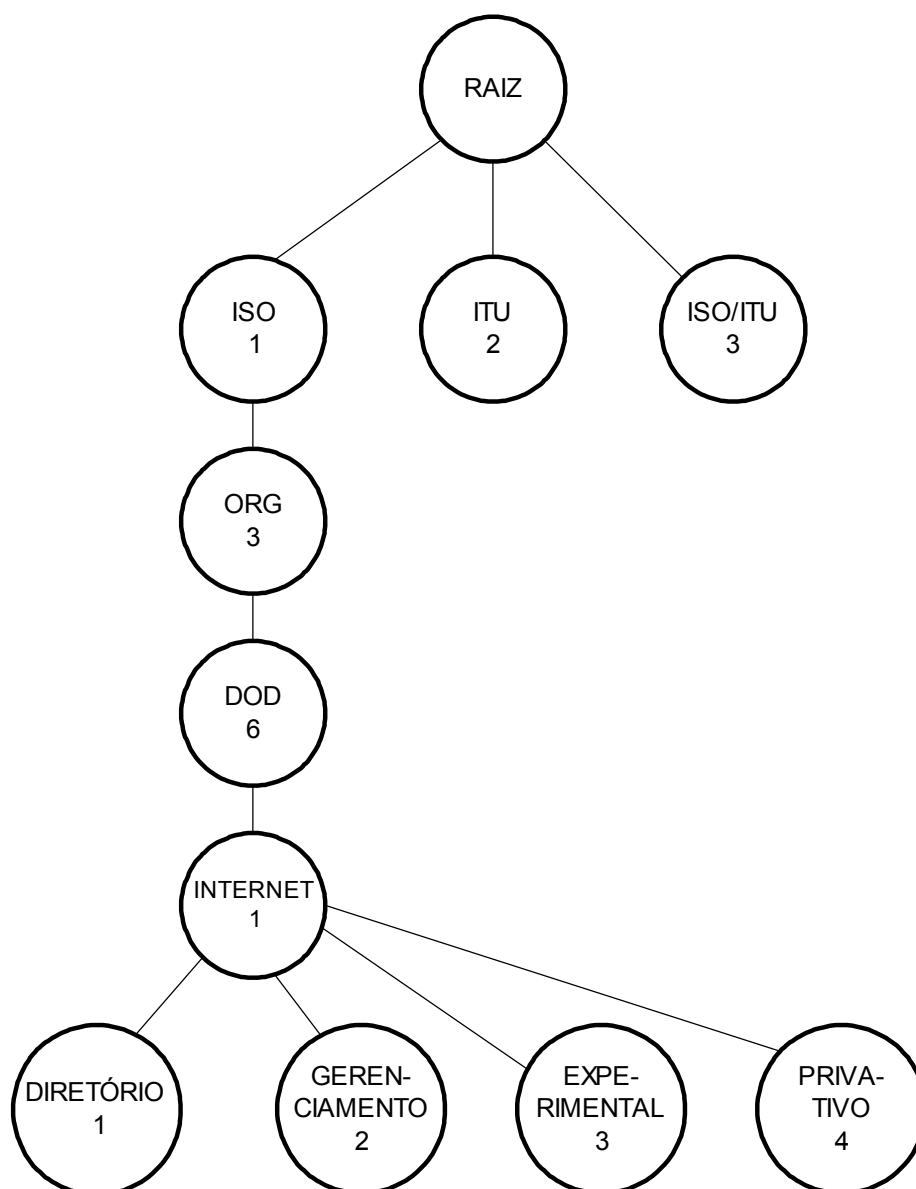 RAIZ
ISO
1
ITU
2
ISO/ITU
3
ORG
3
DOD
6
INTERNET
1
DIRETÓRIO
1
GEREN-
CIAMENTO
2
EXPE-
RIMENTAL
3
PRIVA-
TIVO
4